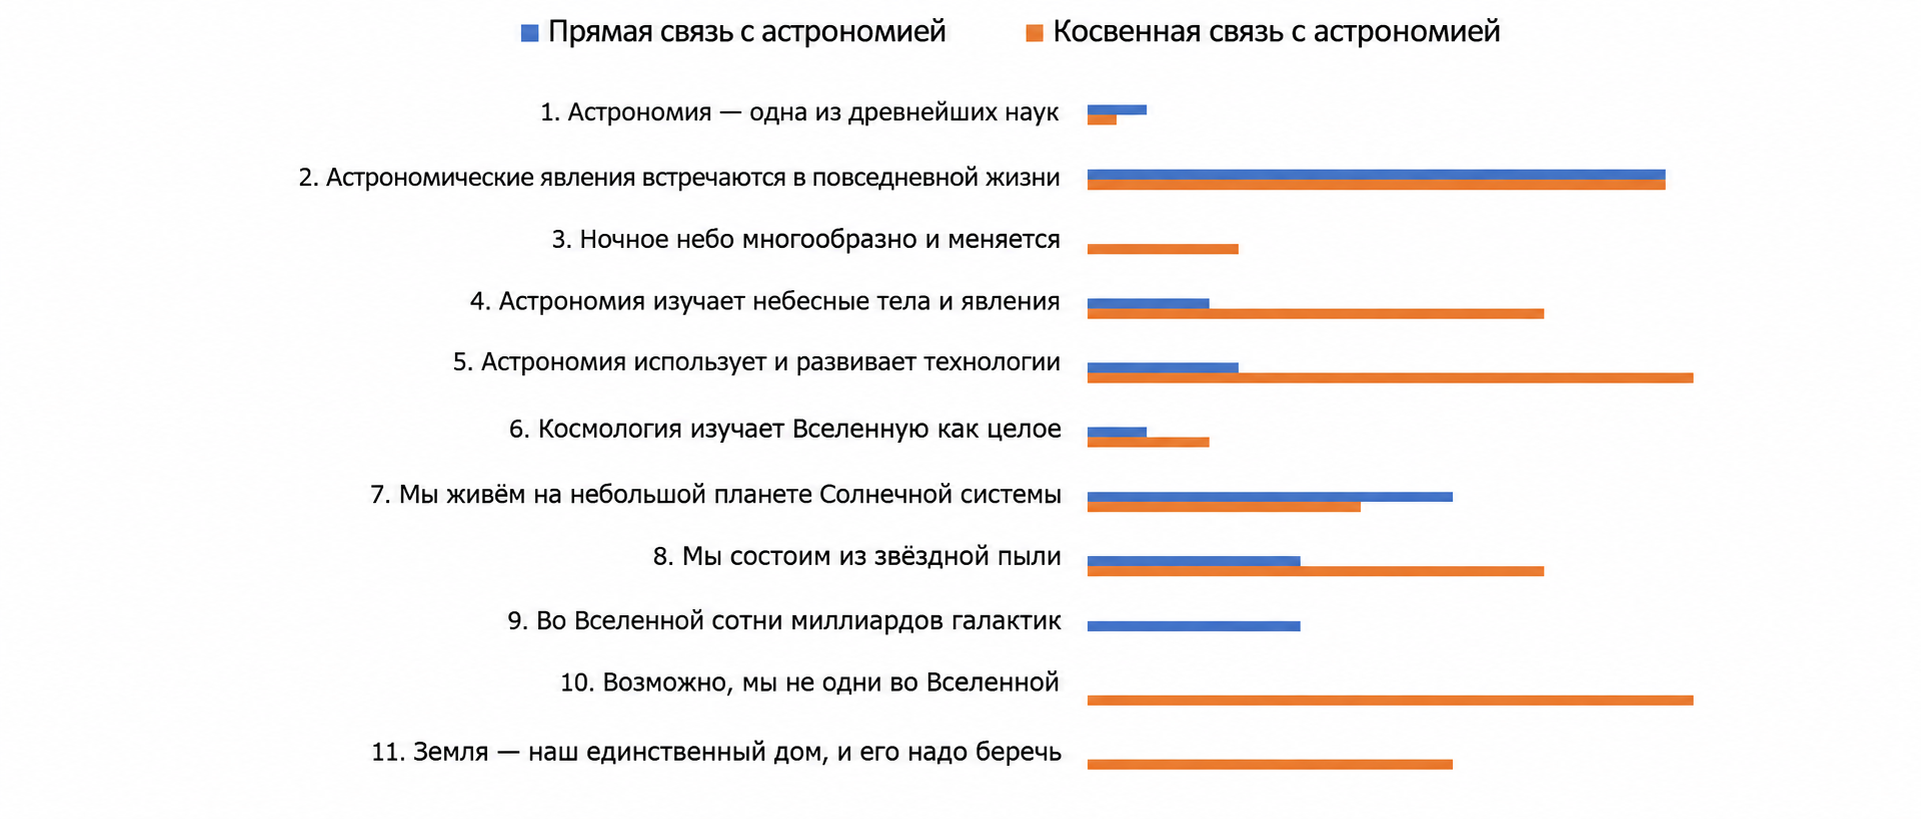 Прямая связь с астрономией Косвенная связь с астрономией
1. Астрономия — одна из древнейших наук
2. Астрономические явления встречаются в повседневной жизни
3. Ночное небо многообразно и меняется
4. Астрономия изучает небесные тела и явления
5. Астрономия использует и развивает технологии
6. Космология изучает Вселенную как целое
7. Мы живём на небольшой планете Солнечной системы
8. Мы состоим из звёздной пыли
9. Во Вселенной сотни миллиардов галактик
10. Возможно, мы не одни во Вселенной
11. Земля — наш единственный дом, и его надо беречь